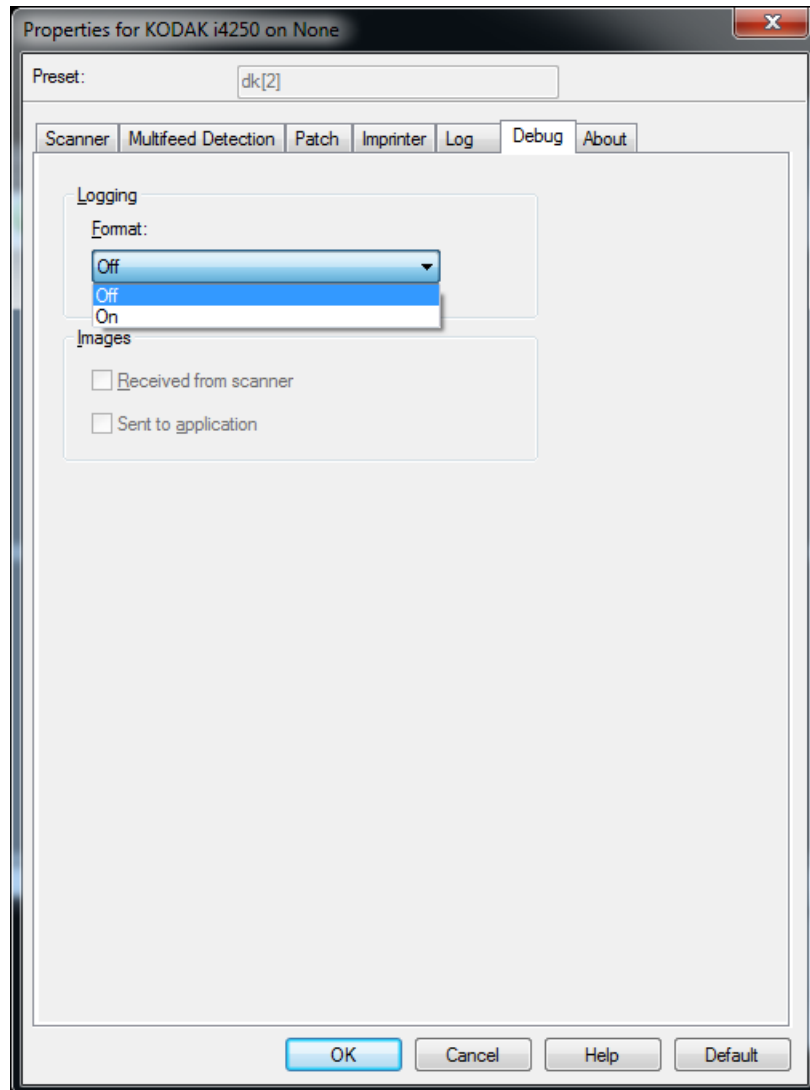 Properties for KODAK i4250 on None
x
Preset:
dk[2]
Scanner Multifeed Detection Patch Imprinter Log Debug About
Logging
Format:
Off
Off
On
Images
Received from scanner
Sent to application
OK Cancel Help Default